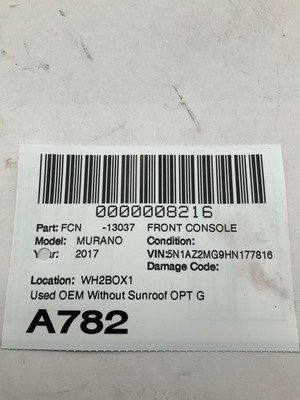 0000008216
Part: FCN -13037 FRONT CONSOLE
Model: MURANO Condition:
Year: 2017 VIN:5N1AZ2MG9HN177816
Damage Code:
Location: WH2BOX1
Used OEM Without Sunroof OPT G
A782